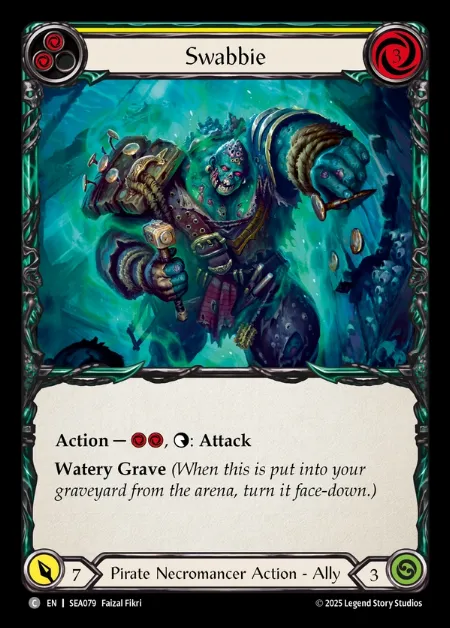 Swabbie
3
Action — , : Attack
Watery Grave (When this is put into your
graveyard from the arena, turn it face-down.)
7
Pirate Necromancer Action - Ally
3
C EN | SEA079 Faizal Fikri
© 2025 Legend Story Studios